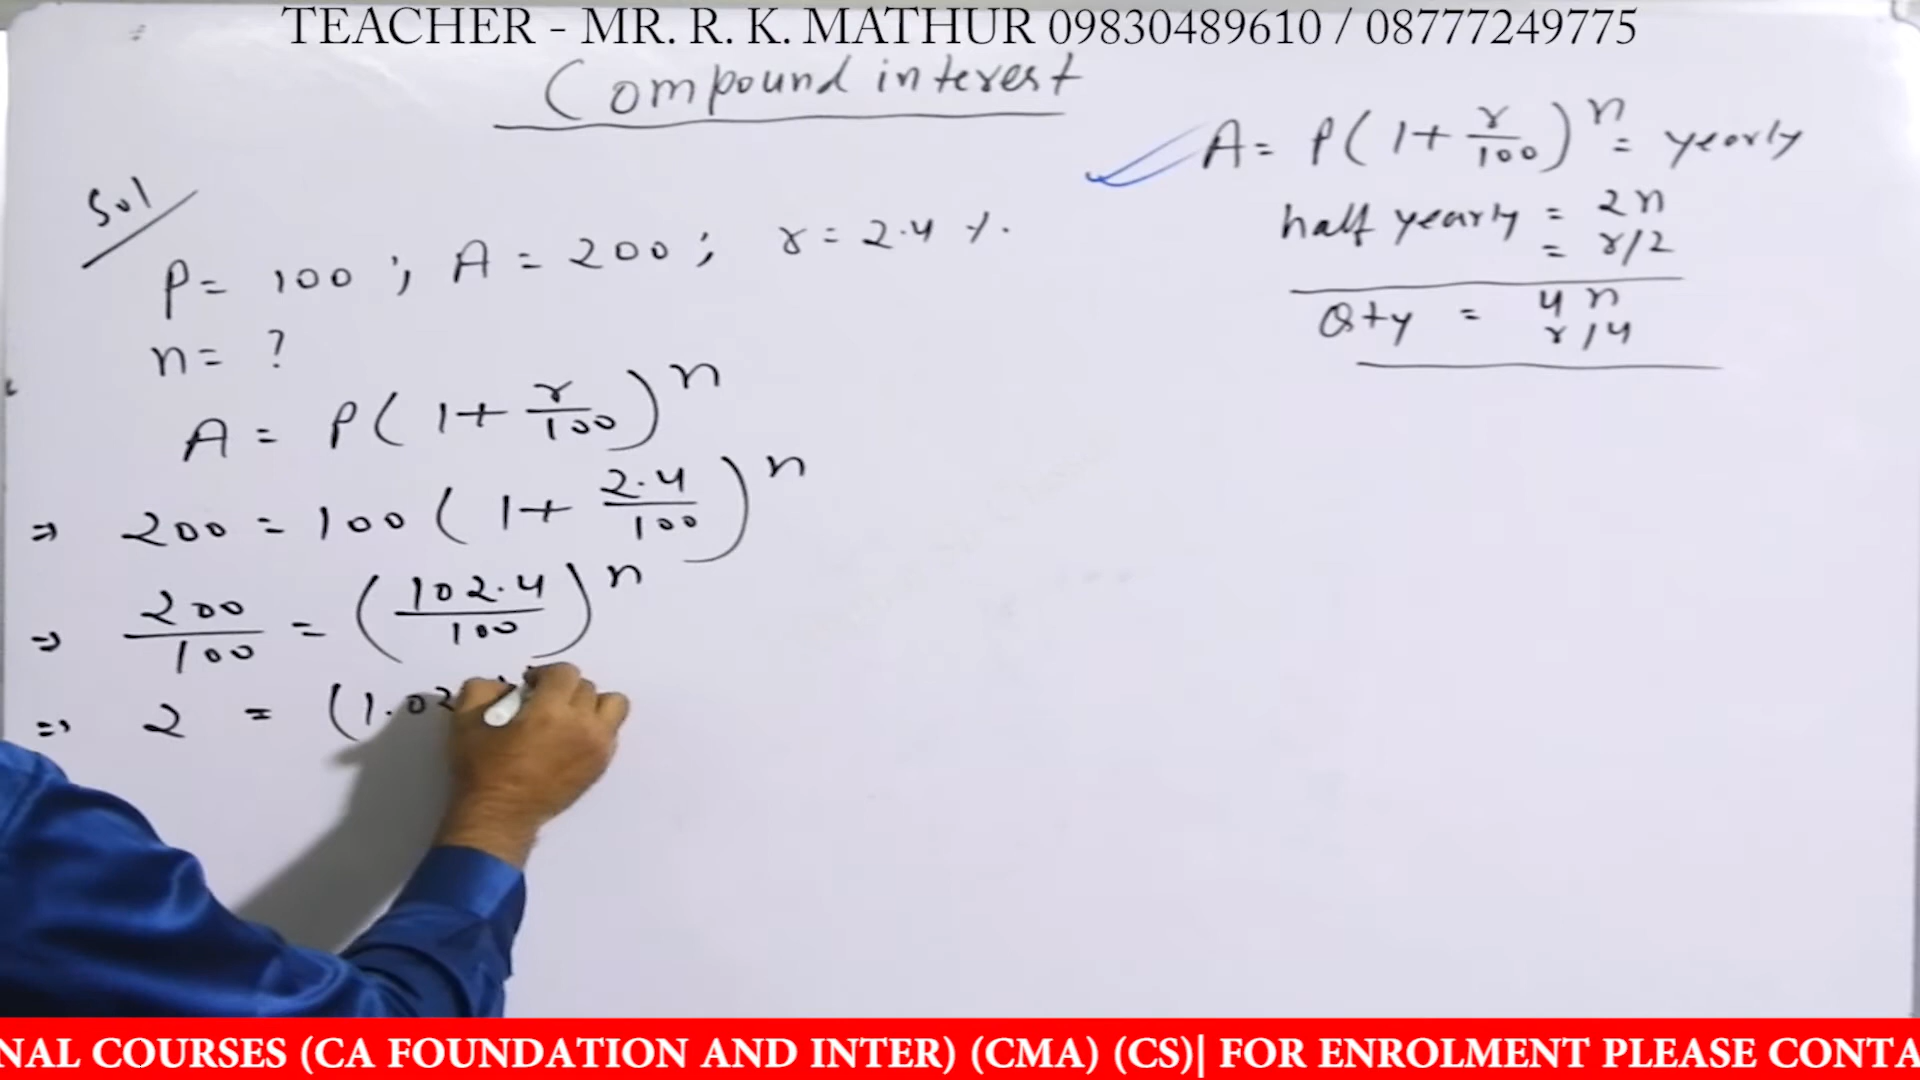 TEACHER - MR. R. K. MATHUR 09830489610 / 08777249775
Compound interest
A = P(1+ r/100)^n = yearly
half yearly = 2n
= r/2
Qty = 4n
r/4
Sol
P = 100 ; A = 200 ; r = 2.4 %.
n = ?
A = P(1+ r/100)^n
⇒ 200 = 100 (1+ 2.4/100)^n
⇒ 200/100 = (102.4/100)^n
⇒ 2 = (1.02
NAL COURSES (CA FOUNDATION AND INTER) (CMA) (CS)| FOR ENROLMENT PLEASE CONTA